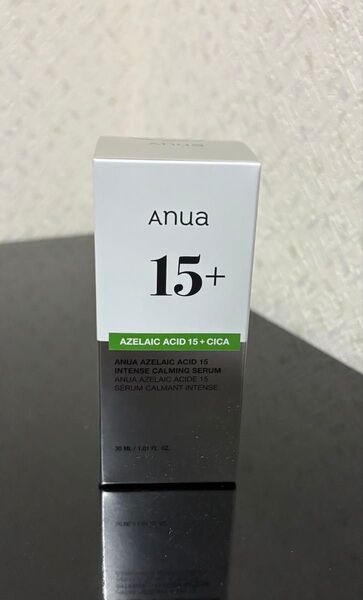 Anua
Anua
15+
AZELAIC ACID 15 + CICA
ANUA AZELAIC ACID 15
INTENSE CALMING SERUM
ANUA AZELAIC ACIDE 15
SÉRUM CALMANT INTENSE
30 ML / 1.01 FL. OZ.